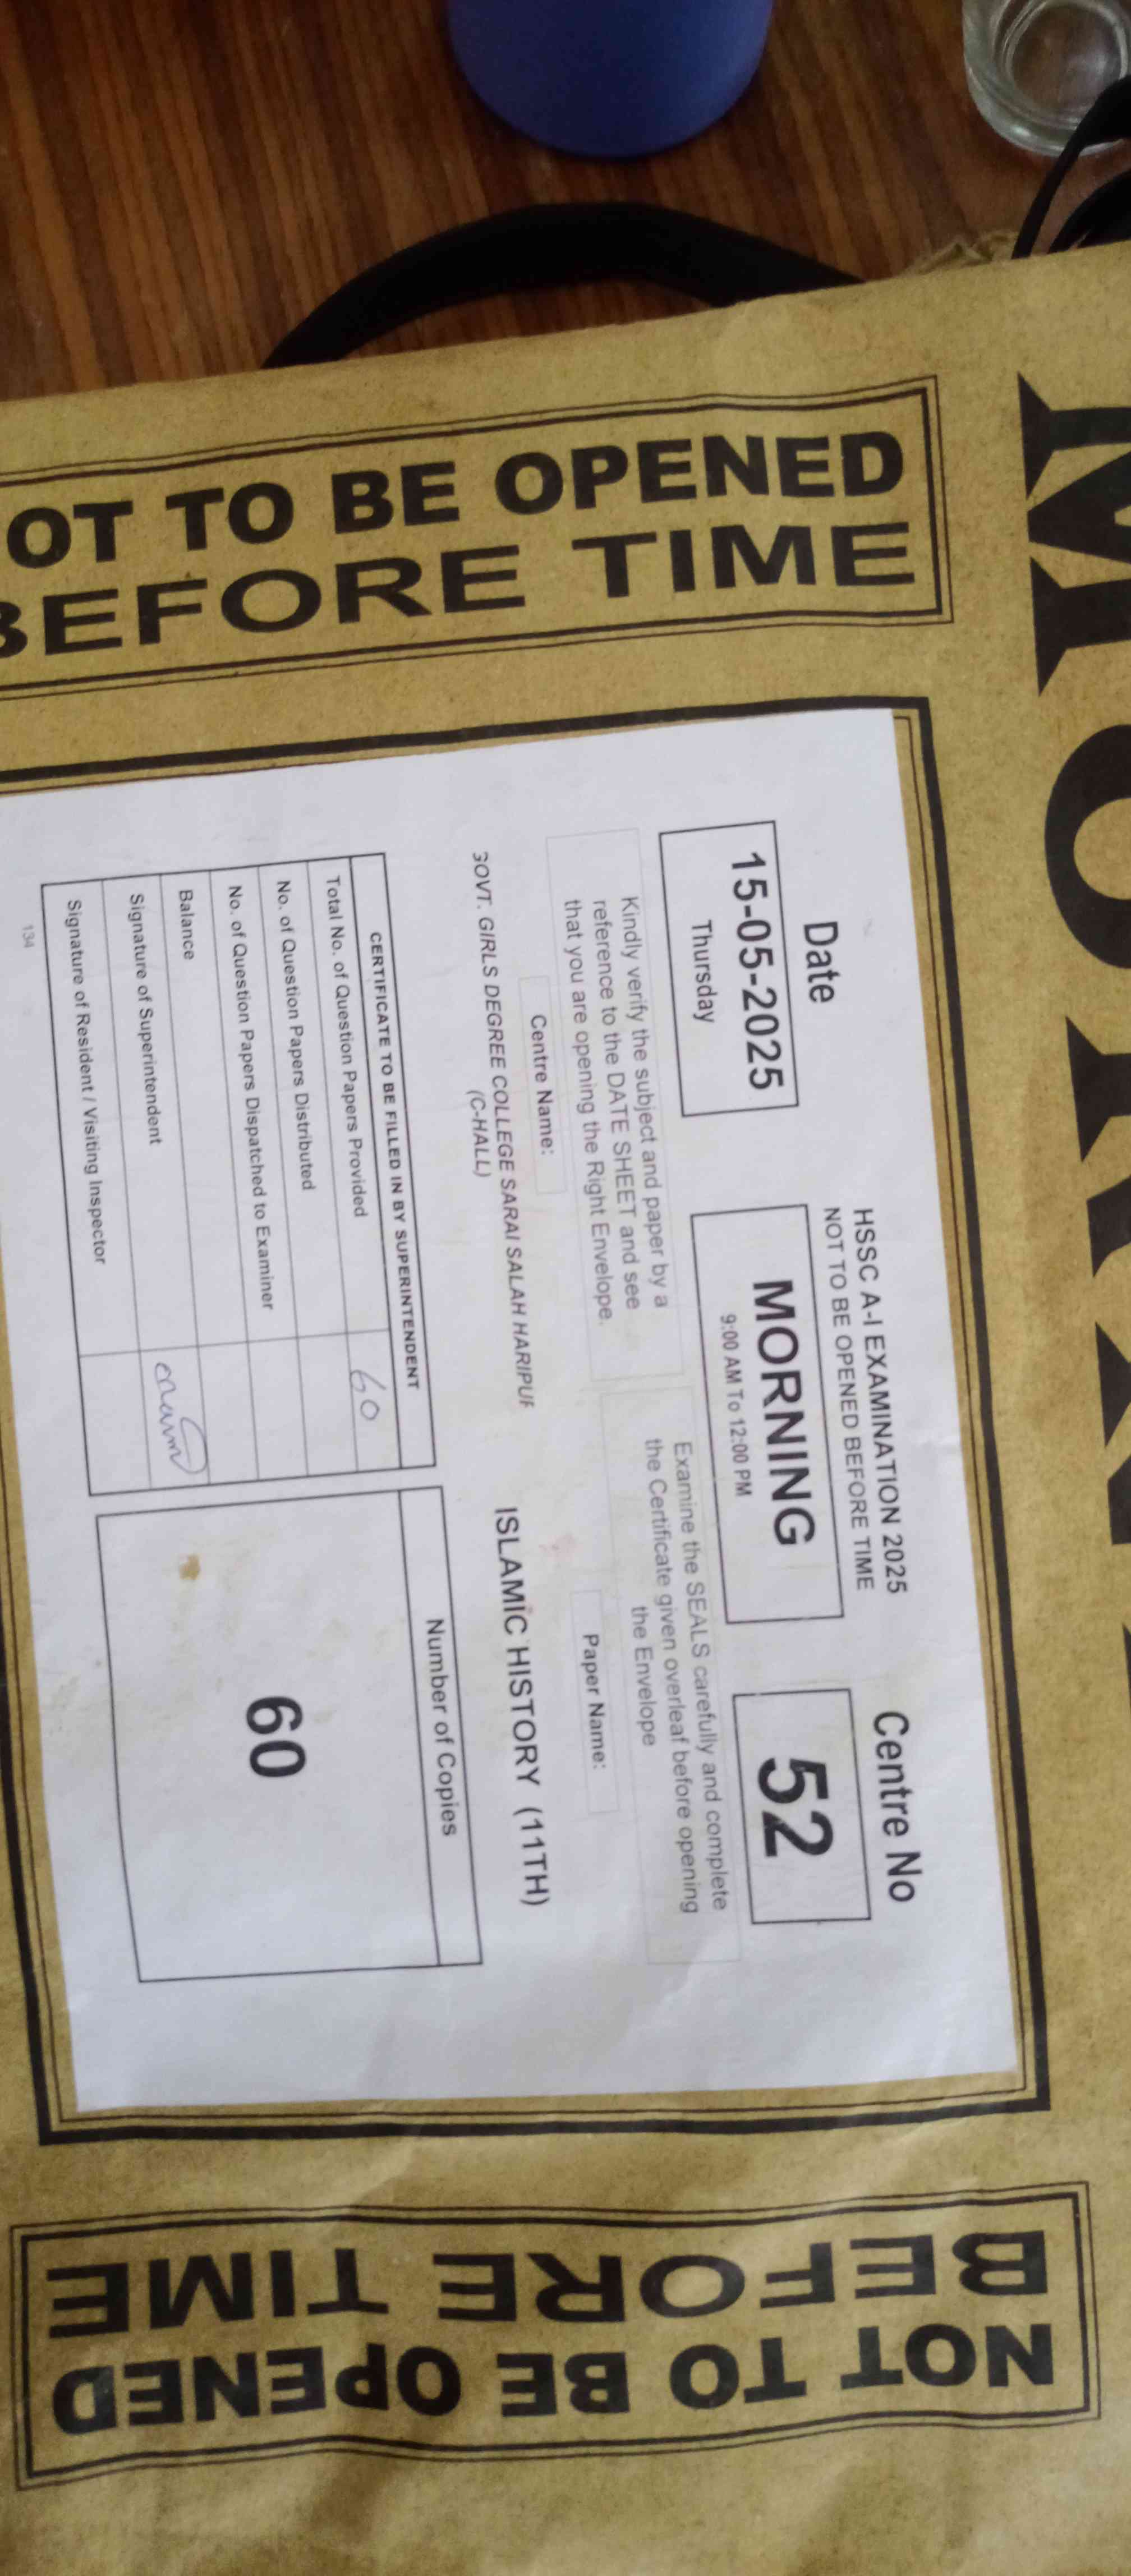 OT TO BE OPENED
BEFORE TIME
HSSC A-I EXAMINATION 2025
NOT TO BE OPENED BEFORE TIME
Date
15-05-2025
Thursday
MORNING
9:00 AM To 12:00 PM
Centre No
52
Kindly verify the subject and paper by a
reference to the DATE SHEET and see
that you are opening the Right Envelope.
Examine the SEALS carefully and complete
the Certificate given overleaf before opening
the Envelope
Centre Name:
GOVT. GIRLS DEGREE COLLEGE SARAI SALAH HARIPUR
(C-HALL)
Paper Name:
ISLAMIC HISTORY (11TH)
CERTIFICATE TO BE FILLED IN BY SUPERINTENDENT
Total No. of Question Papers Provided 60
No. of Question Papers Distributed
No. of Question Papers Dispatched to Examiner
Balance
Signature of Superintendent
Signature of Resident / Visiting Inspector
Number of Copies
60
134
NOT TO BE OPENED
BEFORE TIME